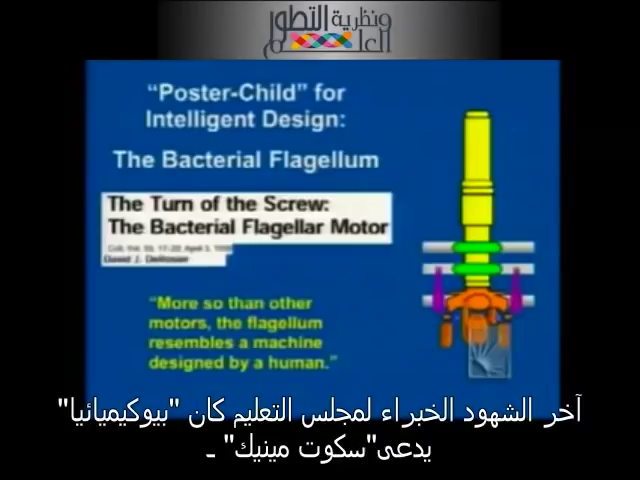 ونظرية التطور
العلم
“Poster-Child” for
Intelligent Design:
The Bacterial Flagellum
The Turn of the Screw:
The Bacterial Flagellar Motor
David J. DeRosier
“More so than other
motors, the flagellum
resembles a machine
designed by a human.”
آخر الشهود الخبراء لمجلس التعليم كان "بيوكيميائيا"
يدعى"سكوت مينيك" ـ